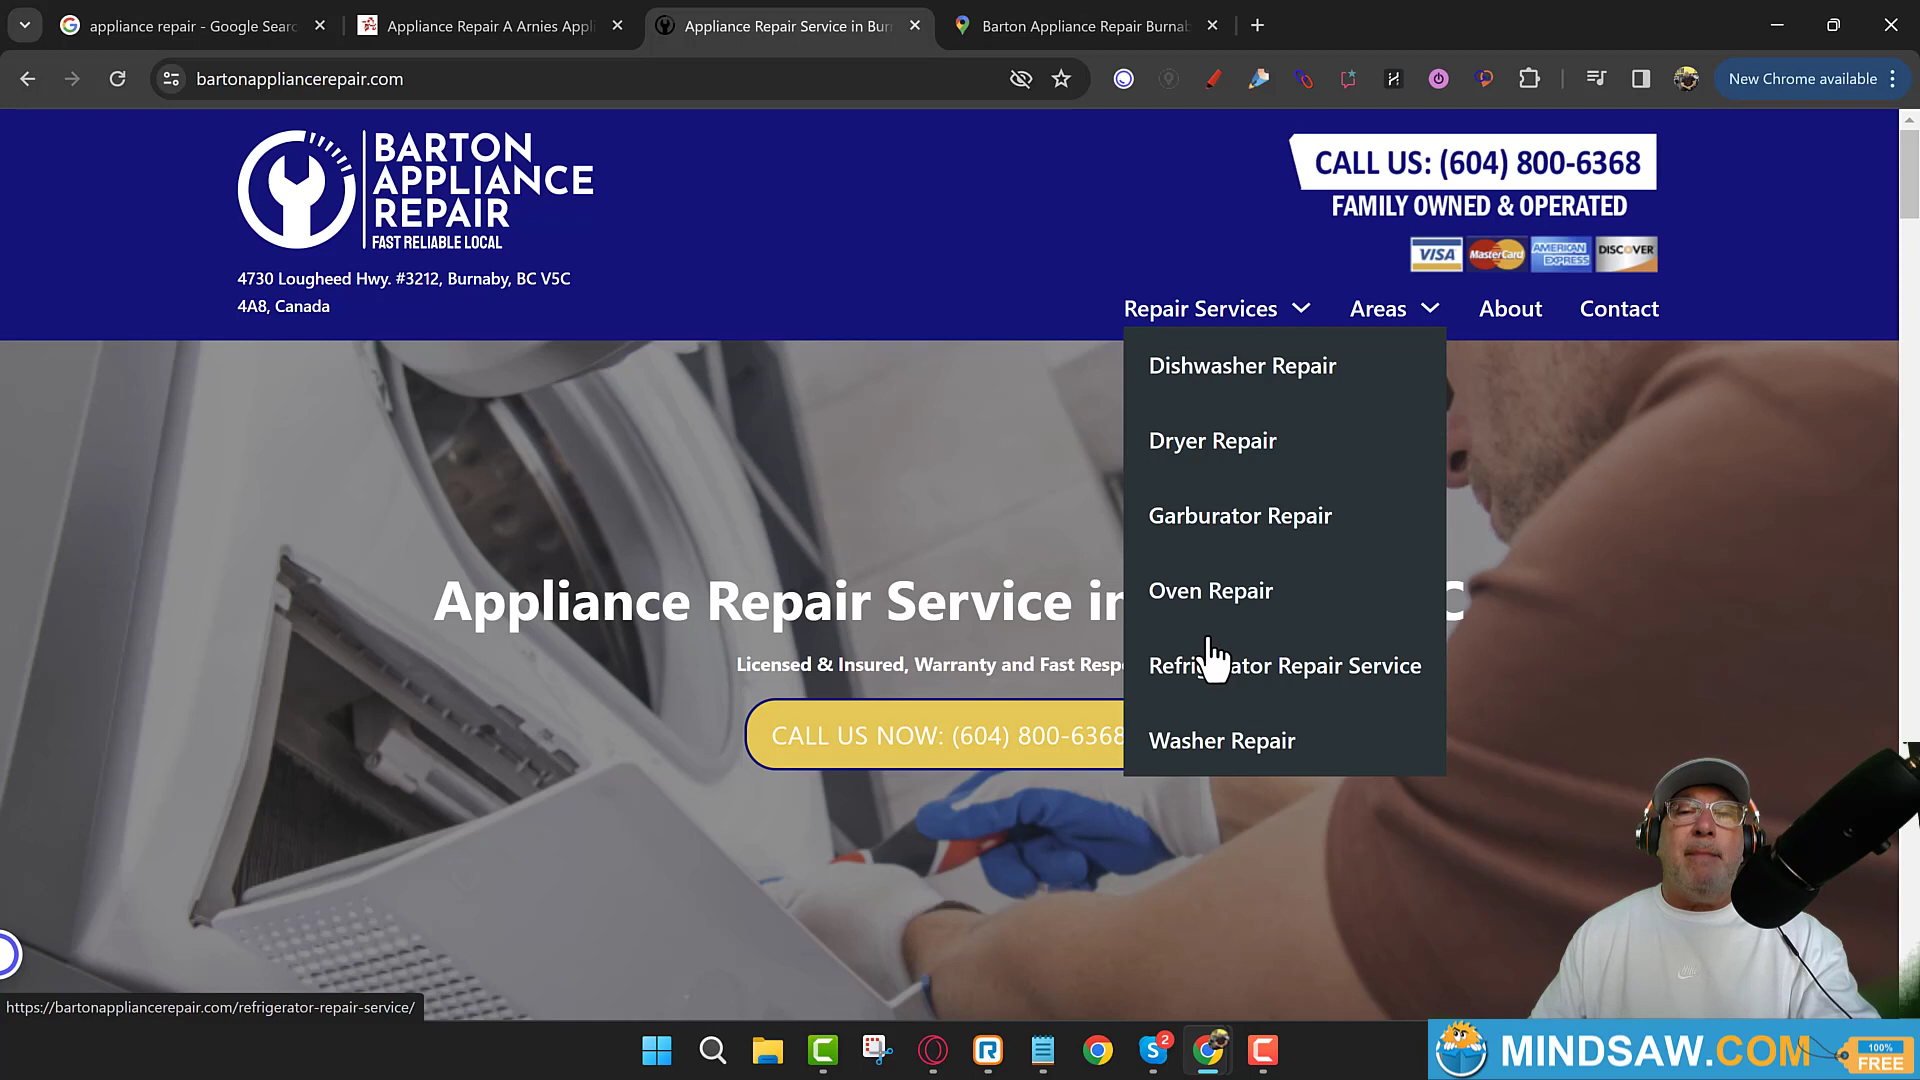 appliance repair - Google Searc
Appliance Repair A Arnies Appl
Appliance Repair Service in Bur
Barton Appliance Repair Burnab
bartonappliancerepair.com
New Chrome available
BARTON
APPLIANCE
REPAIR
FAST RELIABLE LOCAL
4730 Lougheed Hwy. #3212, Burnaby, BC V5C
4A8, Canada
CALL US: (604) 800-6368
FAMILY OWNED & OPERATED
VISA MasterCard AMERICAN EXPRESS DISCOVER
Repair Services Areas About Contact
Dishwasher Repair
Dryer Repair
Garburator Repair
Oven Repair
Refrigerator Repair Service
Washer Repair
Appliance Repair Service in C
Licensed & Insured, Warranty and Fast Resp
CALL US NOW: (604) 800-6368
https://bartonappliancerepair.com/refrigerator-repair-service/
2
MINDSAW.COM
100%
FREE